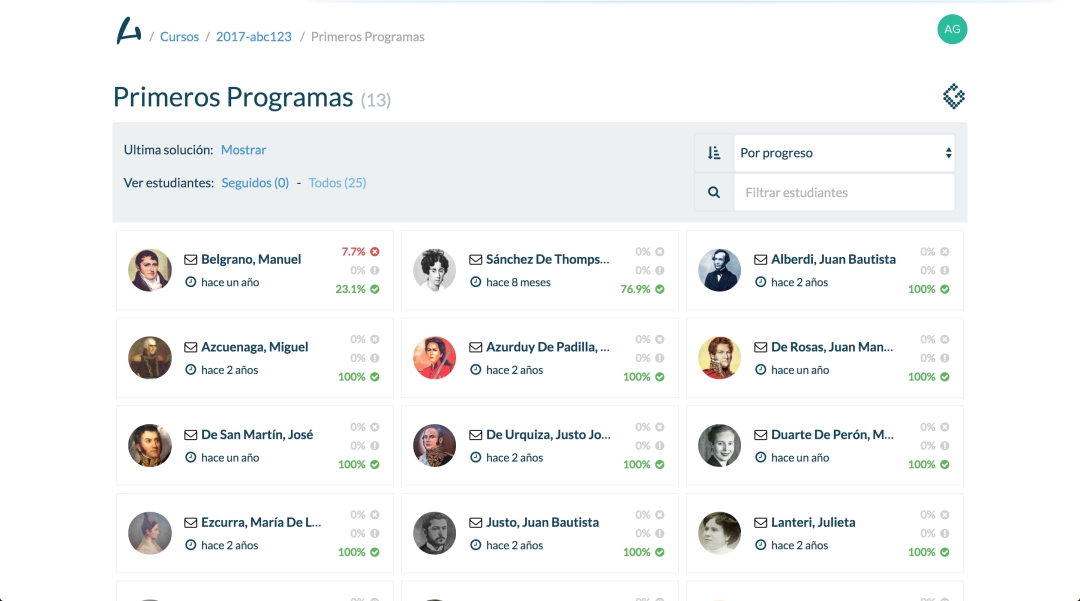 / Cursos / 2017-abc123 / Primeros Programas
AG
Primeros Programas (13)
Ultima solución: Mostrar
Por progreso
Ver estudiantes: Seguidos (0) - Todos (25)
Filtrar estudiantes
Belgrano, Manuel
hace un año
7.7%
0%
23.1%
Sánchez De Thomps...
hace 8 meses
0%
0%
76.9%
Alberdi, Juan Bautista
hace 2 años
0%
0%
100%
Azcuenaga, Miguel
hace 2 años
0%
0%
100%
Azurduy De Padilla, ...
hace 2 años
0%
0%
100%
De Rosas, Juan Man...
hace un año
0%
0%
100%
De San Martín, José
hace un año
0%
0%
100%
De Urquiza, Justo Jo...
hace 2 años
0%
0%
100%
Duarte De Perón, M...
hace un año
0%
0%
100%
Ezcurra, María De L...
hace 2 años
0%
0%
100%
Justo, Juan Bautista
hace 2 años
0%
0%
100%
Lanteri, Julieta
hace 2 años
0%
0%
100%